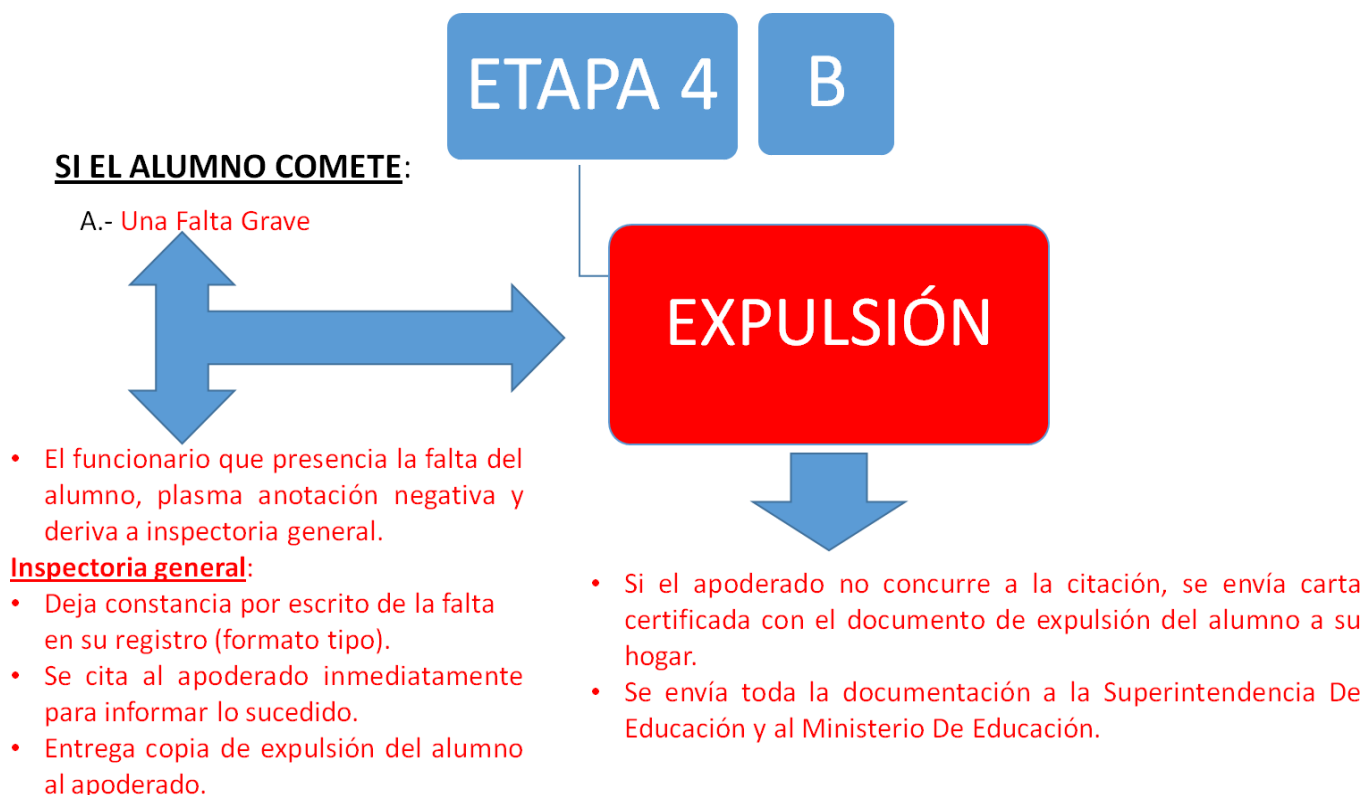 ETAPA 4
B
SI EL ALUMNO COMETE:
A.- Una Falta Grave
EXPULSIÓN
• El funcionario que presencia la falta del
alumno, plasma anotación negativa y
deriva a inspectoria general.
Inspectoria general:
• Deja constancia por escrito de la falta
en su registro (formato tipo).
• Se cita al apoderado inmediatamente
para informar lo sucedido.
• Entrega copia de expulsión del alumno
al apoderado.
• Si el apoderado no concurre a la citación, se envía carta
certificada con el documento de expulsión del alumno a su
hogar.
• Se envía toda la documentación a la Superintendencia De
Educación y al Ministerio De Educación.